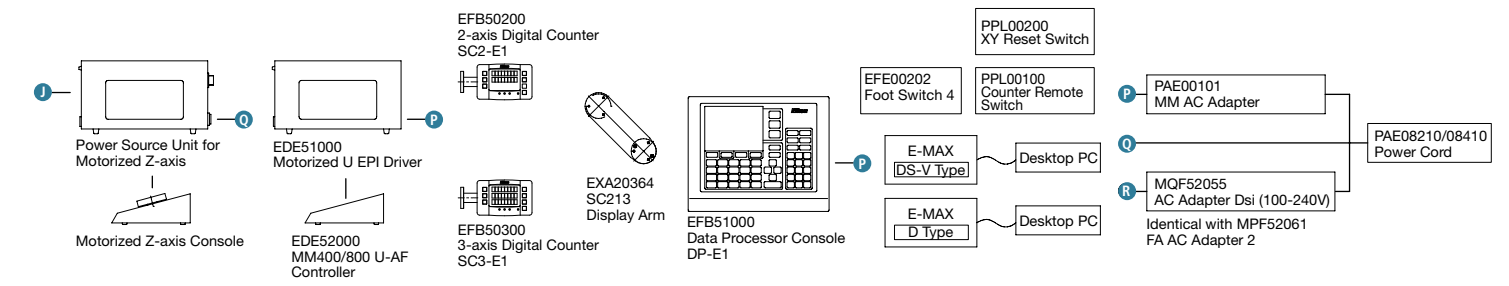 J
Q
Power Source Unit for
Motorized Z-axis
Motorized Z-axis Console
EDE51000
Motorized U EPI Driver
P
EDE52000
MM400/800 U-AF
Controller
EFB50200
2-axis Digital Counter
SC2-E1
EFB50300
3-axis Digital Counter
SC3-E1
EXA20364
SC213
Display Arm
EFB51000
Data Processor Console
DP-E1
P
PPL00200
XY Reset Switch
EFE00202
Foot Switch 4
PPL00100
Counter Remote
Switch
E-MAX
DS-V Type
Desktop PC
E-MAX
D Type
Desktop PC
P
PAE00101
MM AC Adapter
Q
PAE08210/08410
Power Cord
R
MQF52055
AC Adapter Dsi (100-240V)
Identical with MPF52061
FA AC Adapter 2